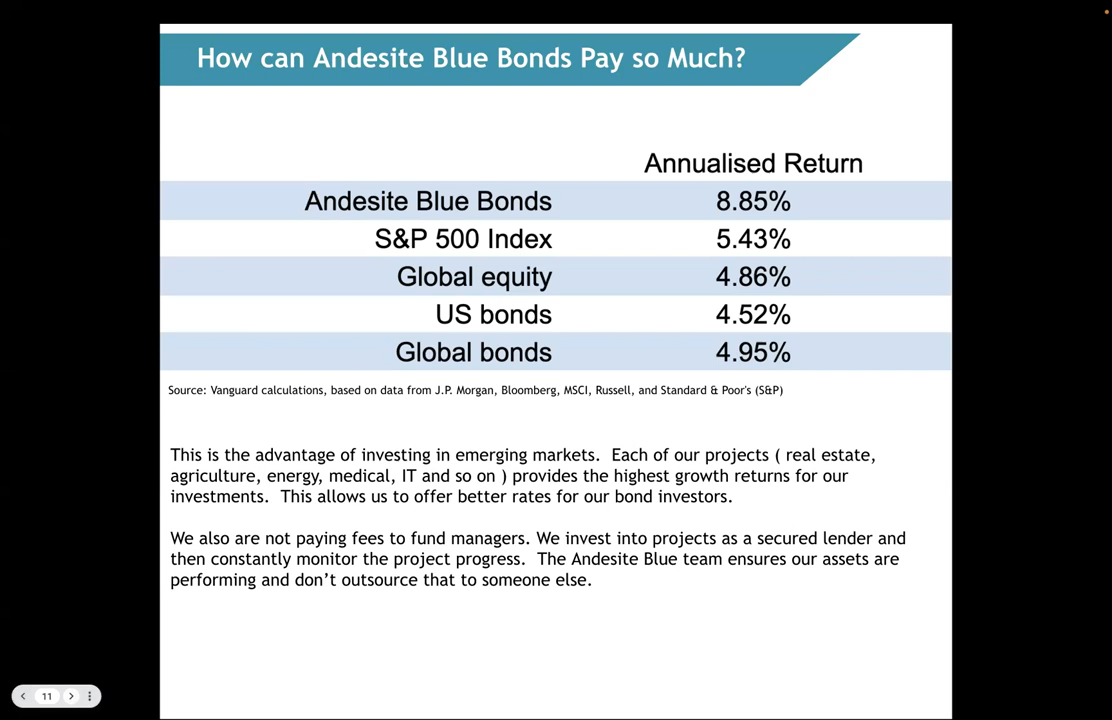 How can Andesite Blue Bonds Pay so Much?
Annualised Return
Andesite Blue Bonds 8.85%
S&P 500 Index 5.43%
Global equity 4.86%
US bonds 4.52%
Global bonds 4.95%
Source: Vanguard calculations, based on data from J.P. Morgan, Bloomberg, MSCI, Russell, and Standard & Poor's (S&P)
This is the advantage of investing in emerging markets.  Each of our projects ( real estate,
agriculture, energy, medical, IT and so on ) provides the highest growth returns for our
investments.  This allows us to offer better rates for our bond investors.
We also are not paying fees to fund managers. We invest into projects as a secured lender and
then constantly monitor the project progress.  The Andesite Blue team ensures our assets are
performing and don’t outsource that to someone else.
11